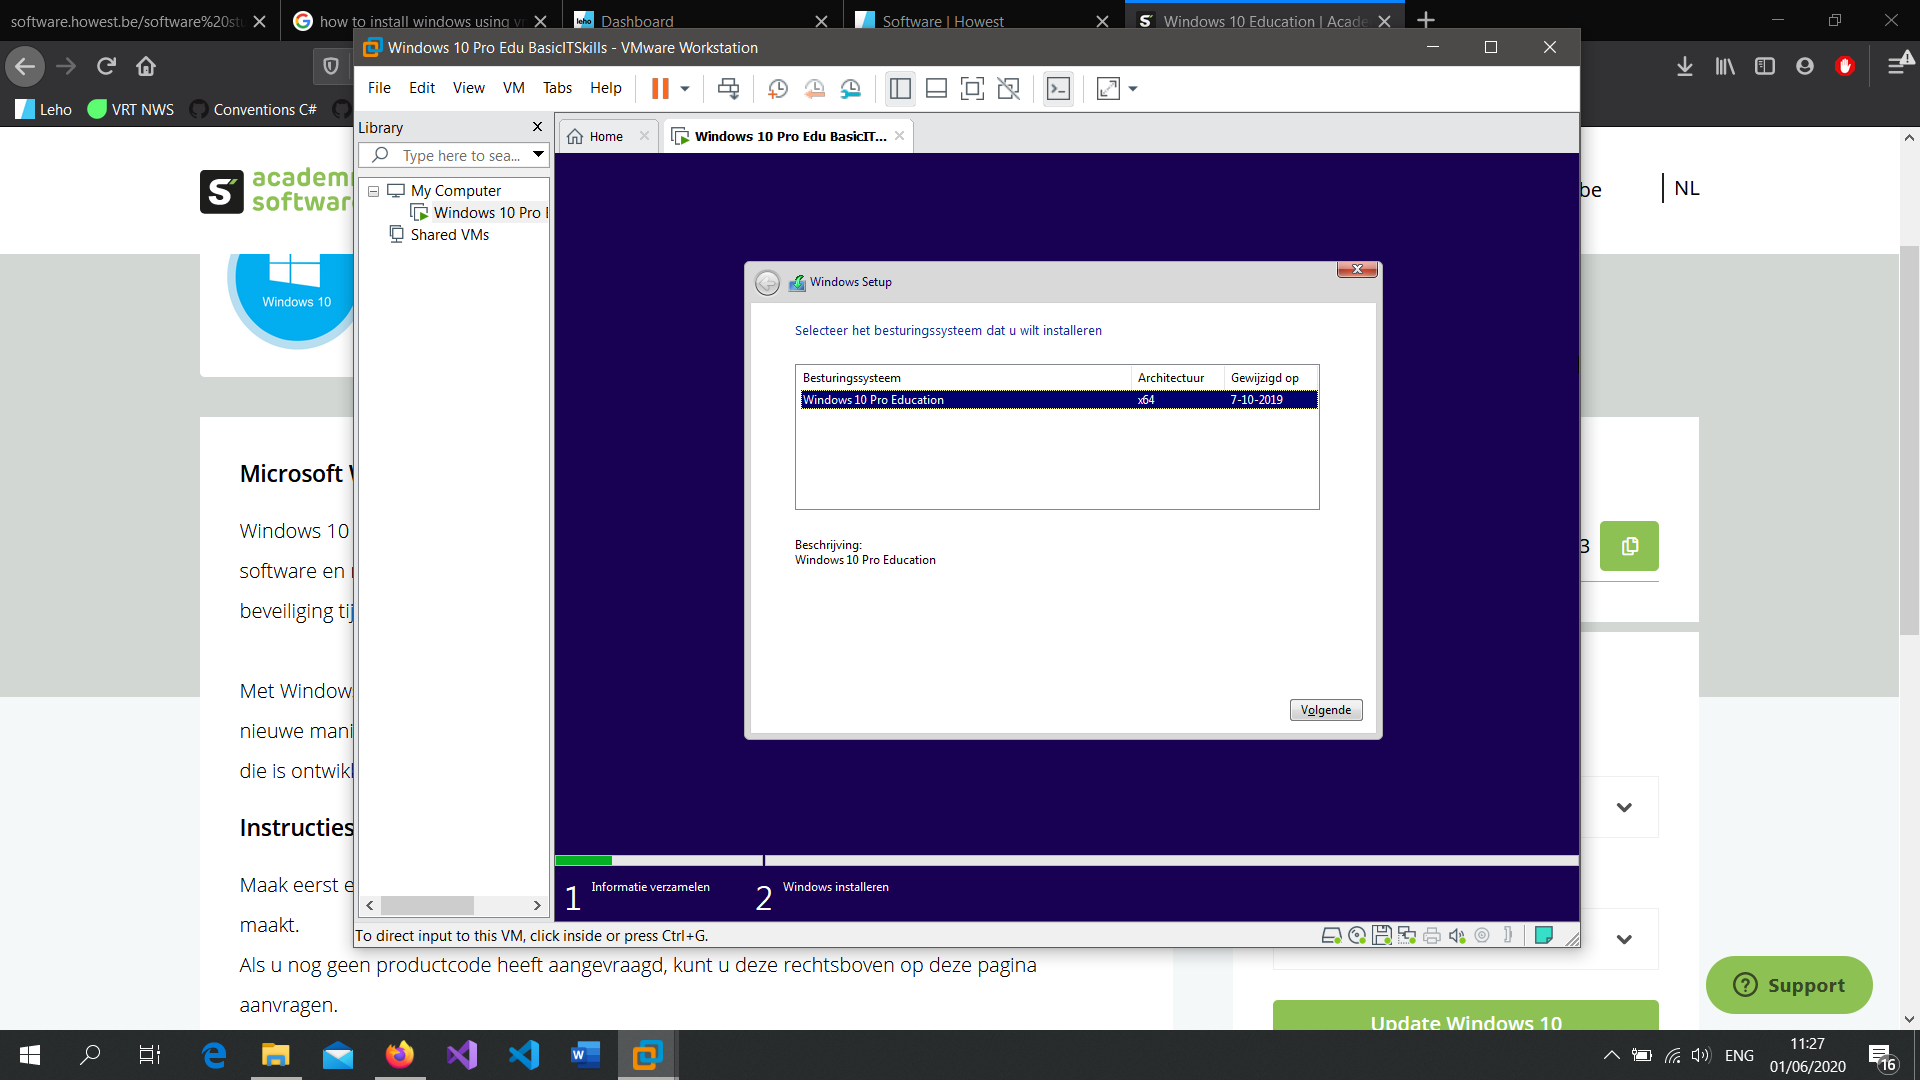 software.howest.be/software%20stu
how to install windows using vm
Dashboard
Software | Howest
Windows 10 Education | Acade
Leho
VRT NWS
Conventions C#
Windows 10 Pro Edu BasicITSkills - VMware Workstation
File Edit View VM Tabs Help
Library
Type here to sea...
My Computer
Windows 10 Pro E
Shared VMs
Home
Windows 10 Pro Edu BasicIT...
Windows Setup
Selecteer het besturingssysteem dat u wilt installeren
Besturingssysteem Architectuur Gewijzigd op
Windows 10 Pro Education x64 7-10-2019
Beschrijving:
Windows 10 Pro Education
Volgende
1 Informatie verzamelen
2 Windows installeren
To direct input to this VM, click inside or press Ctrl+G.
academ
software
be
NL
Windows 10
Microsoft
Windows 10
software en
beveiliging
3
Met Windows
nieuwe
die is
Instructies
Maak eerst
maakt.
Als u nog geen productcode heeft aangevraagd, kunt u deze rechtsboven op deze pagina
aanvragen.
Support
Update Windows 10
ENG
11:27
01/06/2020
16